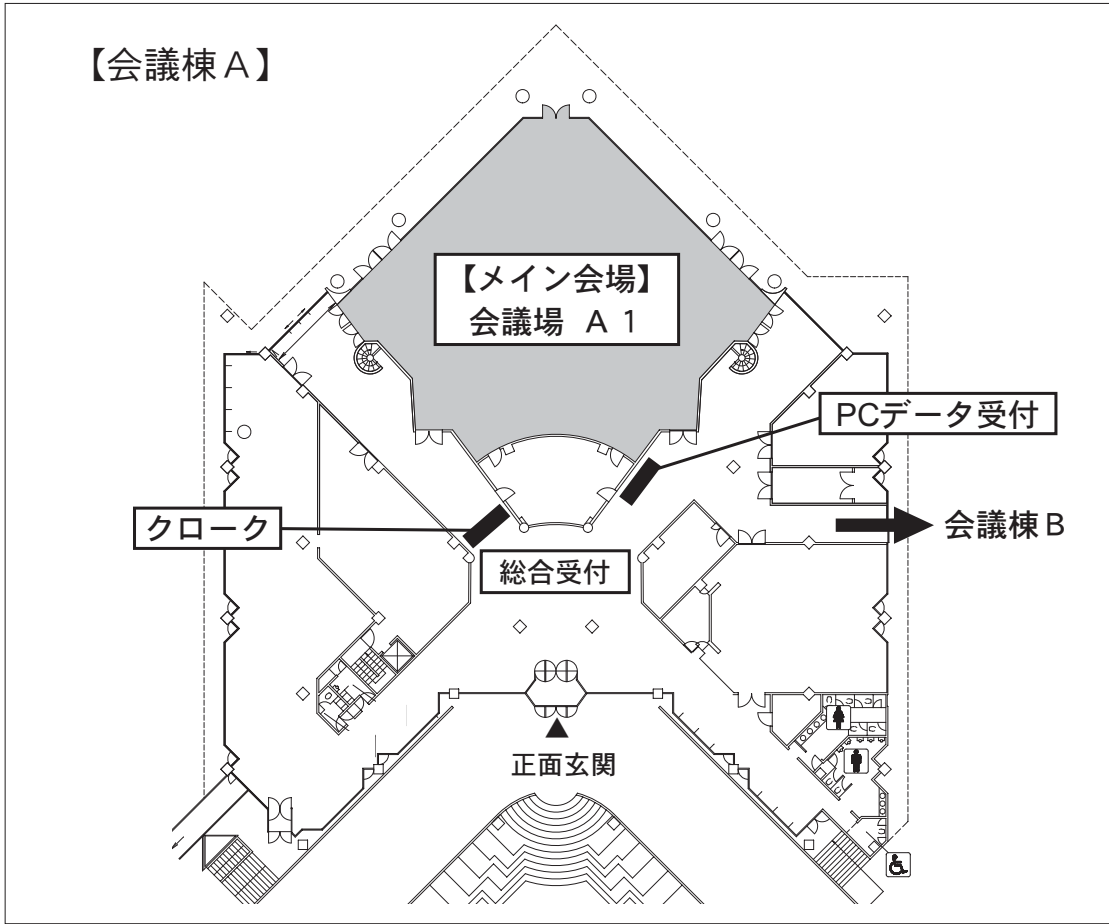 【会議棟A】
【メイン会場】
会議場 A 1
PCデータ受付
クローク
会議棟B
総合受付
正面玄関